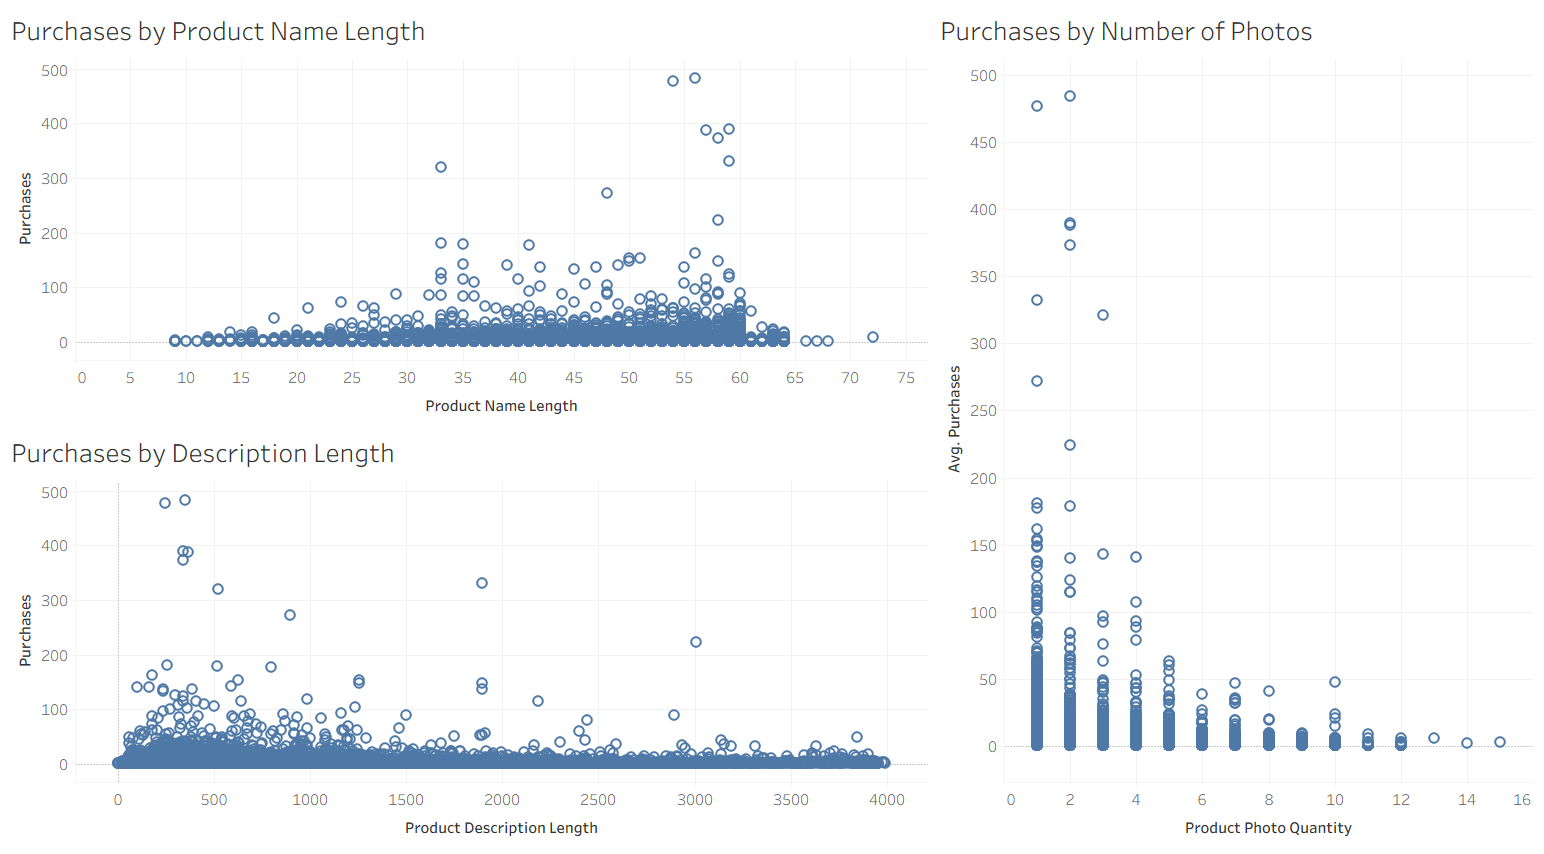 Purchases by Product Name Length
500
400
300
200
100
0
Purchases
0 5 10 15 20 25 30 35 40 45 50 55 60 65 70 75
Product Name Length
Purchases by Description Length
500
400
300
200
100
0
Purchases
0 500 1000 1500 2000 2500 3000 3500 4000
Product Description Length
Purchases by Number of Photos
500
450
400
350
300
250
200
150
100
50
0
Avg. Purchases
0 2 4 6 8 10 12 14 16
Product Photo Quantity